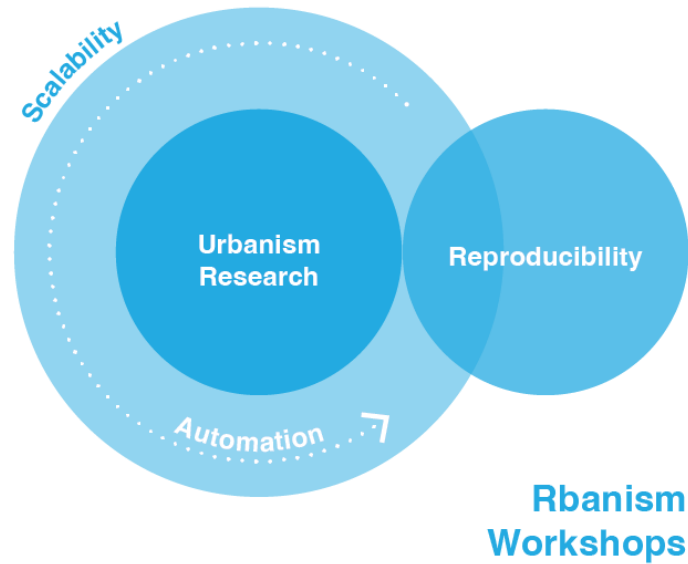 Scalability
Urbanism
Research
Reproducibility
Automation
Rbanism
Workshops